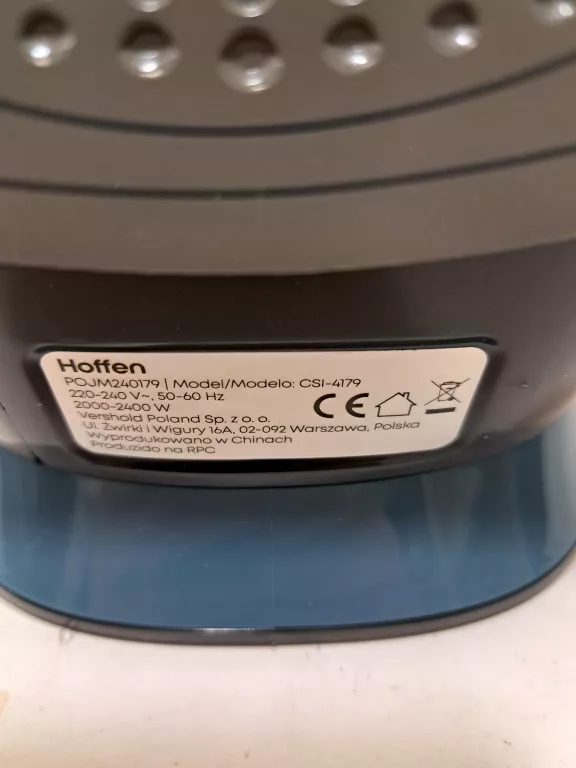 Hoffen
POJM240179 | Model/Modelo: CSI-4179
220-240 V~, 50-60 Hz
2000-2400 W
Vershold Poland Sp. z o. o.
Ul. Żwirki i Wigury 16A, 02-092 Warszawa, Polska
Wyprodukowano w Chinach
Produzido na RPC
CE